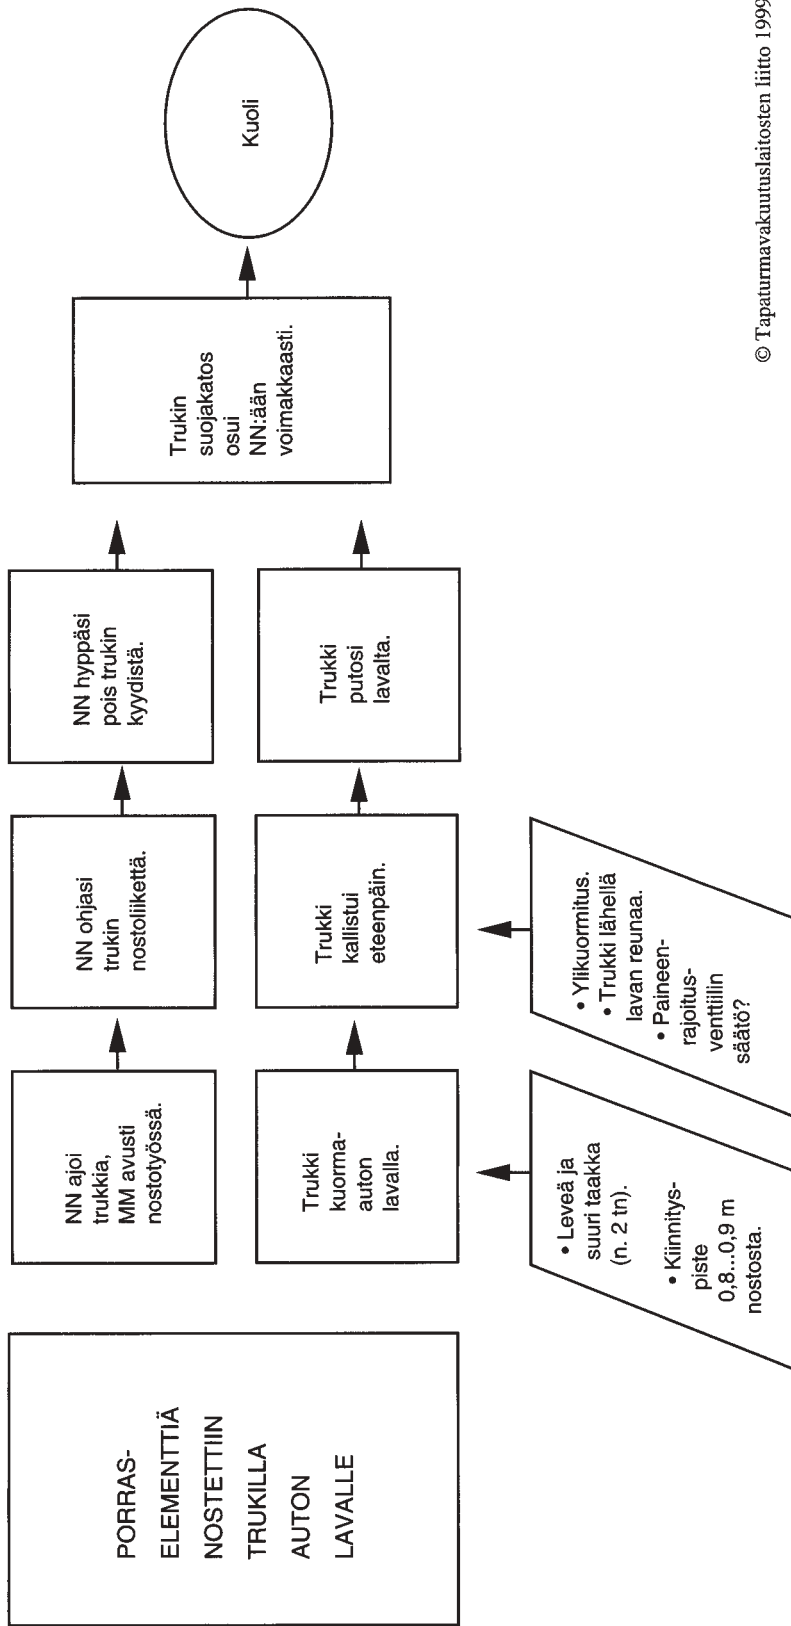 PORRAS-
ELEMENTTIÄ
NOSTETTIIN
TRUKILLA
AUTON
LAVALLE
NN ajoi
trukkia,
MM avusti
nostotyössä.
NN ohjasi
trukin
nostoliikettä.
NN hyppäsi
pois trukin
kyydistä.
Trukki
kuorma-
auton
lavalla.
Trukki
kallistui
eteenpäin.
Trukki
putosi
lavalta.
Trukin
suojakatos
osui
NN:ään
voimakkaasti.
Kuoli
• Leveä ja
suuri taakka
(n. 2 tn).
• Kiinnitys-
piste
0,8...0,9 m
nostosta.
• Ylikuormitus.
• Trukki lähellä
lavan reunaa.
• Paineen-
rajoitus-
venttiilin
säätö?
© Tapaturmavakuutuslaitosten liitto 1999